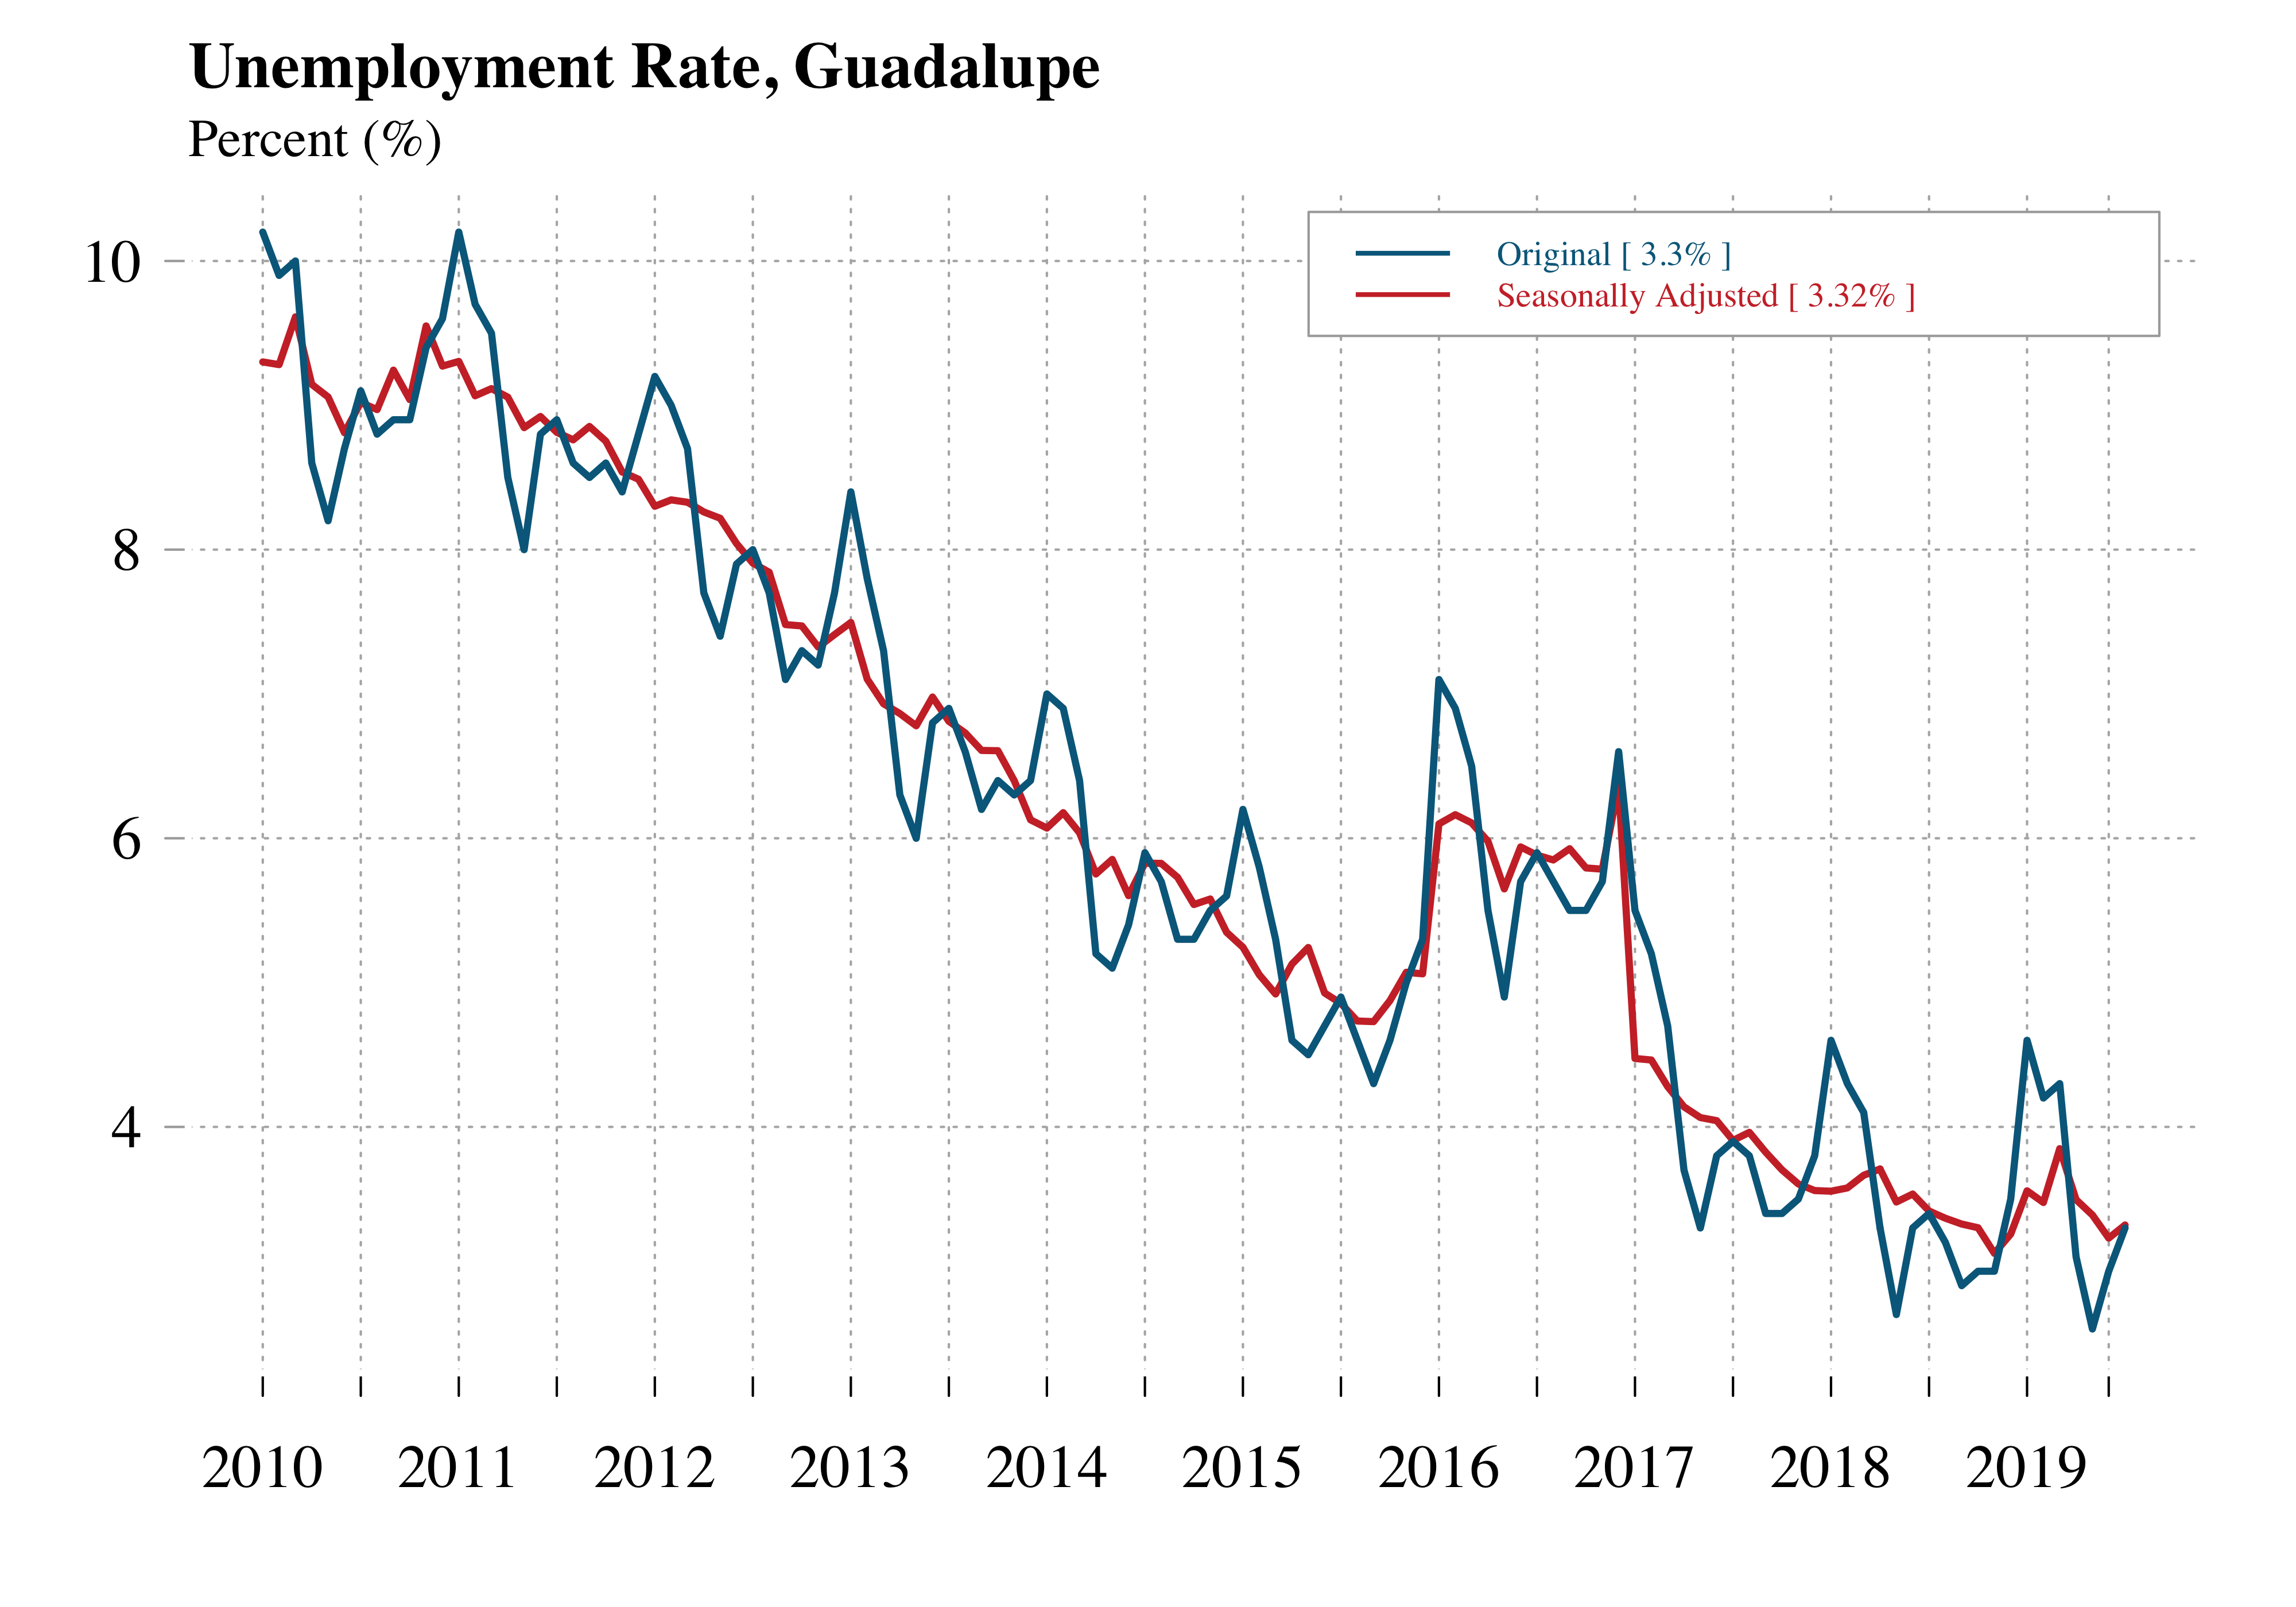 Unemployment Rate, Guadalupe
Percent (%)
Original [ 3.3% ]
Seasonally Adjusted [ 3.32% ]
10
8
6
4
2010 2011 2012 2013 2014 2015 2016 2017 2018 2019